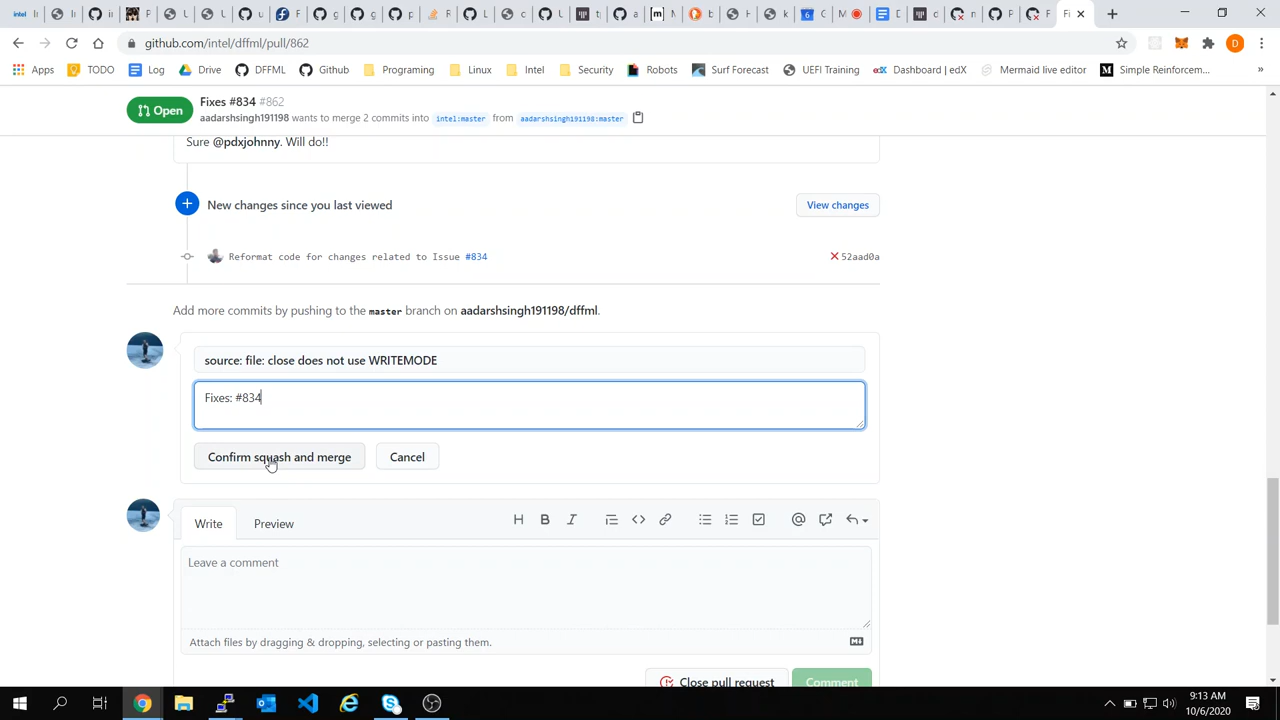 intel
github.com/intel/dffml/pull/862
Apps TODO Log Drive DFFML Github Programing Linux Intel Security Robots Surf Forecast UEFI Training edX Dashboard | edX Mermaid live editor Simple Reinforcem... »
Open
Fixes #834 #862
aadarshsingh191198 wants to merge 2 commits into intel:master from aadarshsingh191198:master
Sure @pdxjohnny. Will do!!
New changes since you last viewed
View changes
Reformat code for changes related to Issue #834
52aad0a
Add more commits by pushing to the master branch on aadarshsingh191198/dffml.
source: file: close does not use WRITEMODE
Fixes: #834
Confirm squash and merge
Cancel
Write
Preview
Leave a comment
Attach files by dragging & dropping, selecting or pasting them.
Close pull request
Comment
9:13 AM
10/6/2020